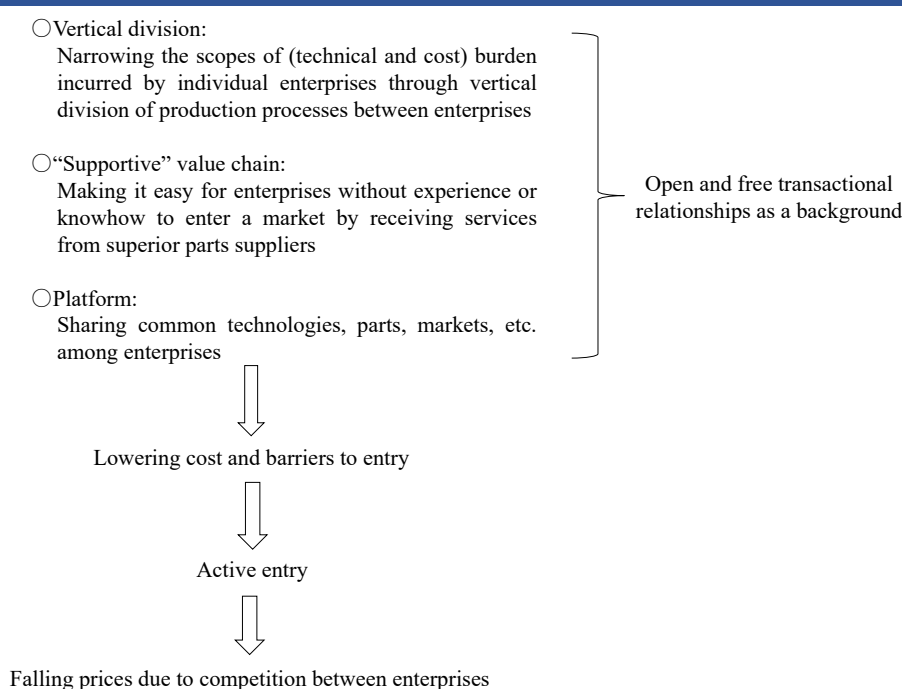 ○Vertical division:
Narrowing the scopes of (technical and cost) burden
incurred by individual enterprises through vertical
division of production processes between enterprises
○“Supportive” value chain:
Making it easy for enterprises without experience or
knowhow to enter a market by receiving services
from superior parts suppliers
○Platform:
Sharing common technologies, parts, markets, etc.
among enterprises
Open and free transactional
relationships as a background
Lowering cost and barriers to entry
Active entry
Falling prices due to competition between enterprises